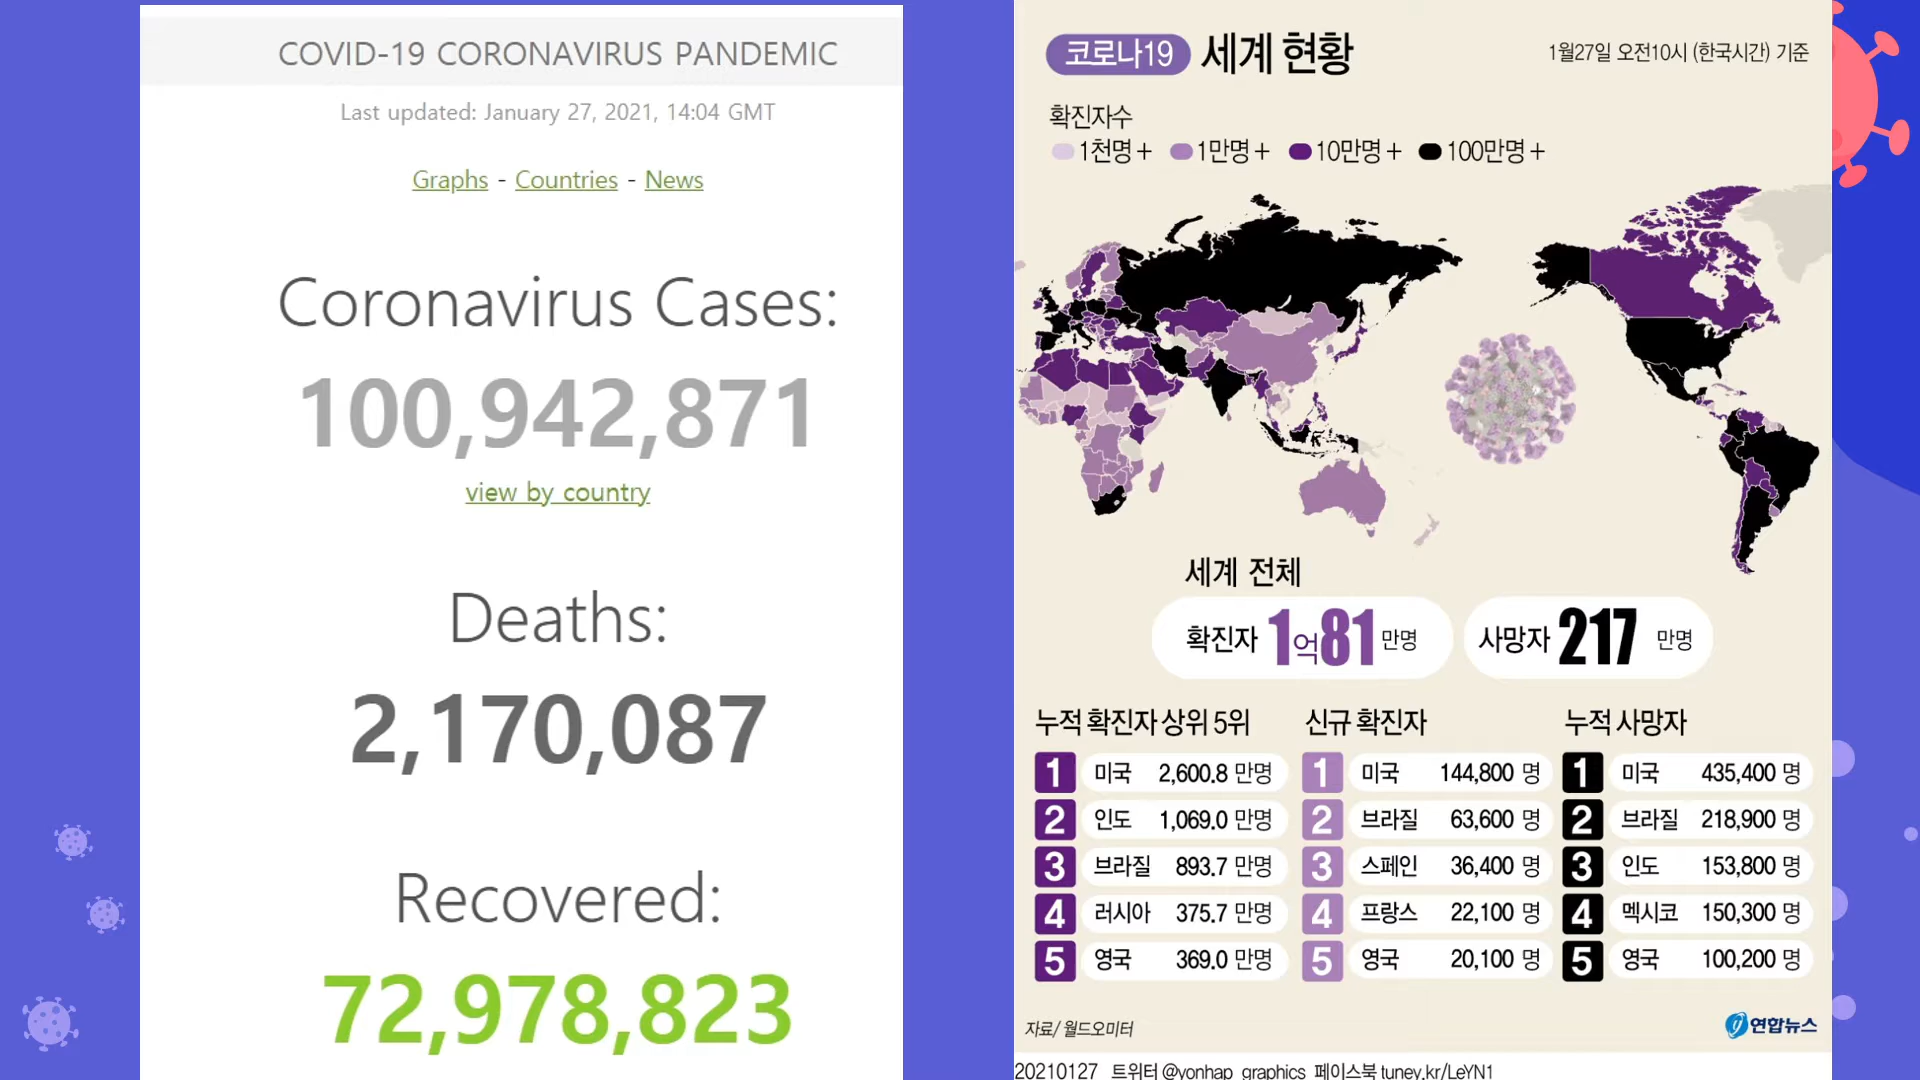 COVID-19 CORONAVIRUS PANDEMIC
Last updated: January 27, 2021, 14:04 GMT
Graphs - Countries - News
Coronavirus Cases:
100,942,871
view by country
Deaths:
2,170,087
Recovered:
72,978,823
코로나19 세계 현황
1월27일 오전10시 (한국시간) 기준
확진자수
1천명+ 1만명+ 10만명+ 100만명+
세계 전체
확진자 1억81만명 사망자 217만명
누적 확진자 상위 5위
1 미국 2,600.8 만명
2 인도 1,069.0 만명
3 브라질 893.7 만명
4 러시아 375.7 만명
5 영국 369.0 만명
신규 확진자
1 미국 144,800 명
2 브라질 63,600 명
3 스페인 36,400 명
4 프랑스 22,100 명
5 영국 20,100 명
누적 사망자
1 미국 435,400 명
2 브라질 218,900 명
3 인도 153,800 명
4 멕시코 150,300 명
5 영국 100,200 명
자료/ 월드오미터
연합뉴스
20210127 트위터 @yonhap_graphics 페이스북 tuney.kr/LeYN1